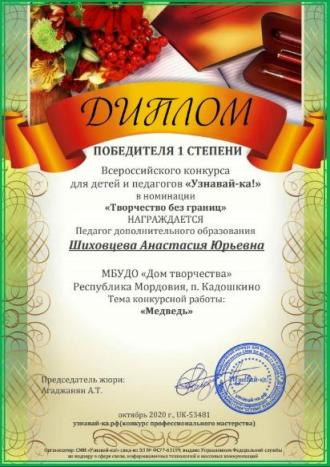 ДИПЛОМ
ПОБЕДИТЕЛЯ 1 СТЕПЕНИ
Всероссийского конкурса
для детей и педагогов «Узнавай-ка!»
в номинации
«Творчество без границ»
НАГРАЖДАЕТСЯ
Педагог дополнительного образования
Шиховцева Анастасия Юрьевна
МБУДО «Дом творчества»
Республика Мордовия, п. Кадошкино
Тема конкурсной работы:
«Медведь»
Председатель жюри:
Агаджанян А.Т.
Узнавай-ка!
октябрь 2020 г., UK-53481
узнавай-ка.рф(конкурс профессионального мастерства)